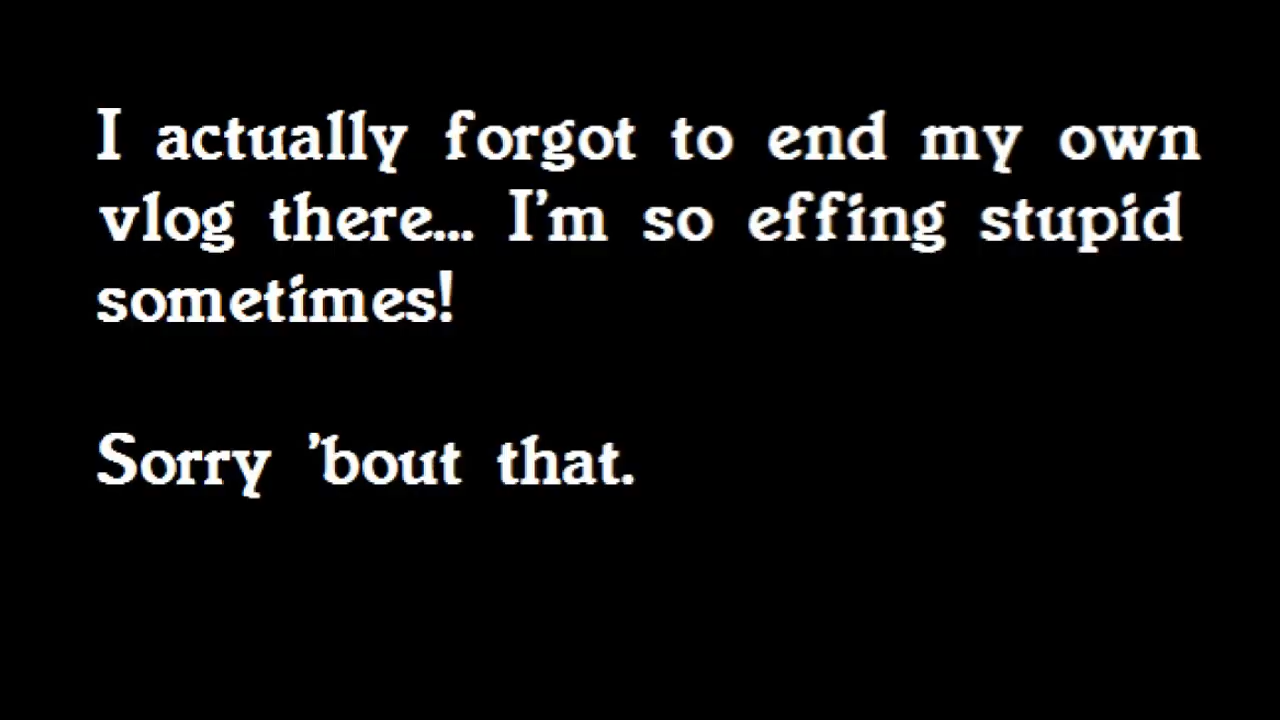 I actually forgot to end my own
vlog there... I'm so effing stupid
sometimes!
Sorry 'bout that.